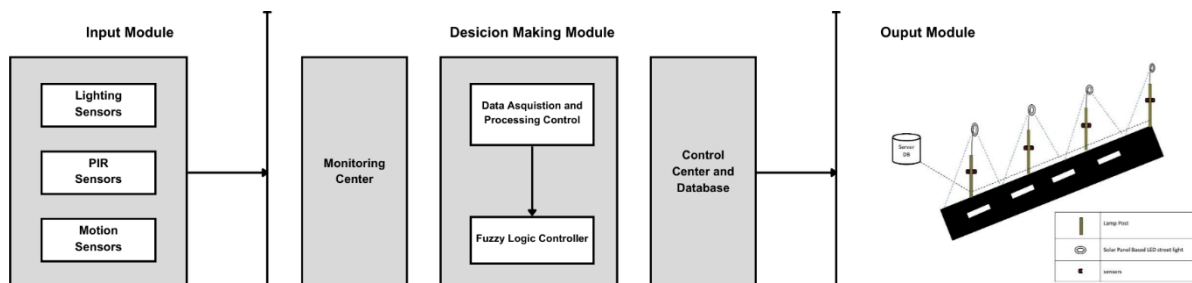 Input Module
Lighting
Sensors
PIR
Sensors
Motion
Sensors
Desicion Making Module
Monitoring
Center
Data Asquistion and
Processing Control
Fuzzy Logic Controller
Control
Center and
Database
Ouput Module
Server
DB
Lamp Post
Solar Panel Based LED street light
sensors